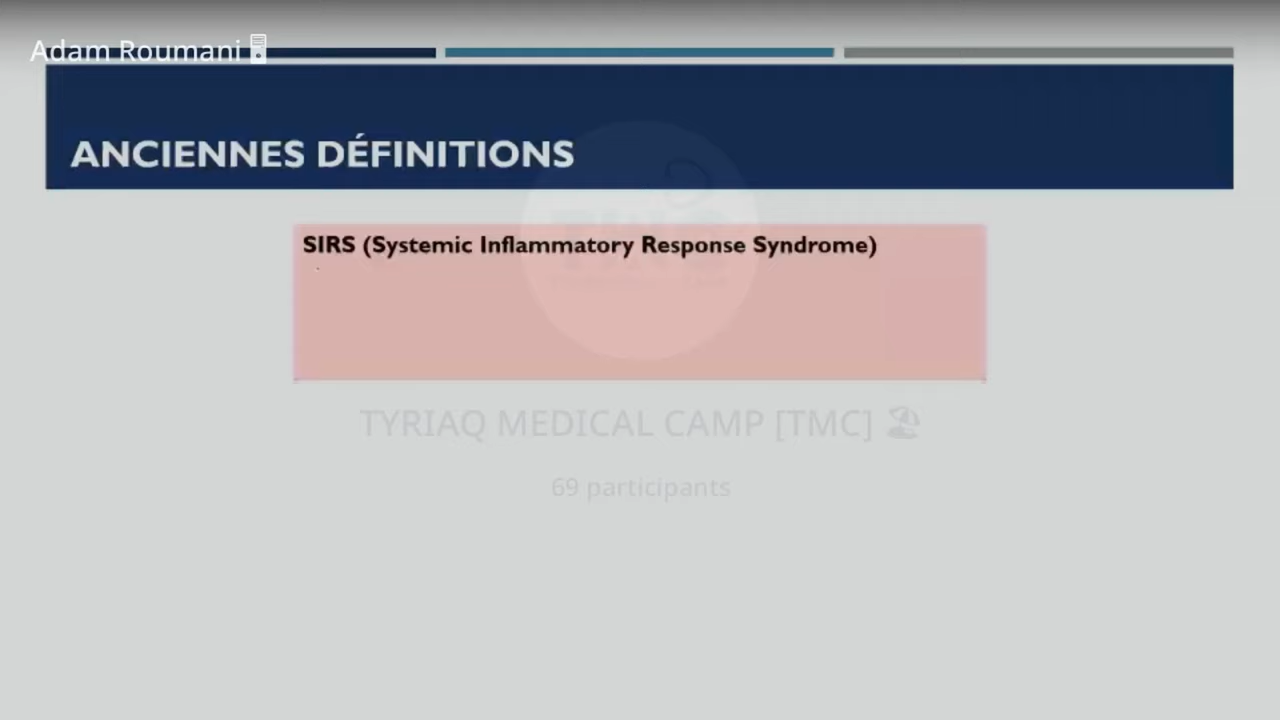 Adam Roumani
ANCIENNES DÉFINITIONS
SIRS (Systemic Inflammatory Response Syndrome)
TYRIAQ MEDICAL CAMP [TMC]
69 participants